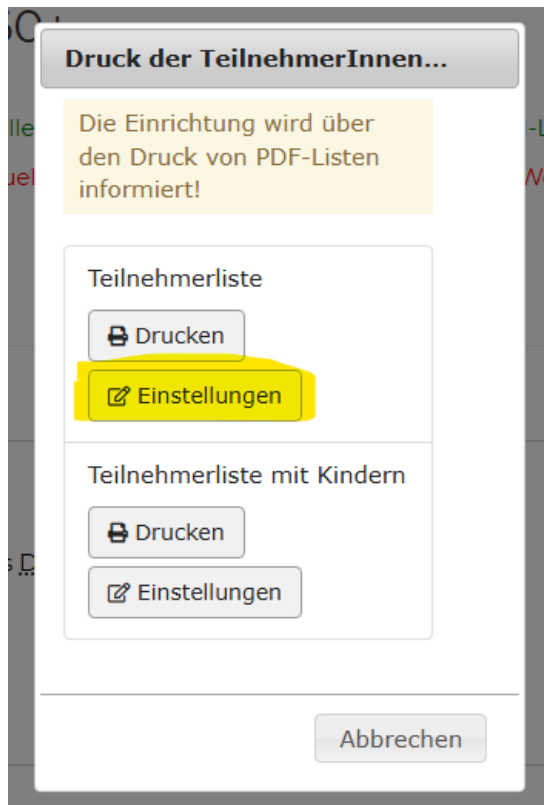 Druck der TeilnehmerInnen...
Die Einrichtung wird über
den Druck von PDF-Listen
informiert!
Teilnehmerliste
Drucken
Einstellungen
Teilnehmerliste mit Kindern
Drucken
Einstellungen
Abbrechen